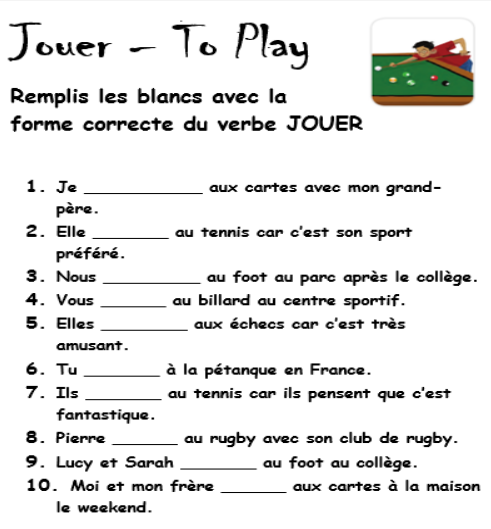 Jouer - To Play
Remplis les blancs avec la
forme correcte du verbe JOUER
1. Je ____________ aux cartes avec mon grand-
père.
2. Elle ________ au tennis car c'est son sport
préféré.
3. Nous __________ au foot au parc après le collège.
4. Vous _______ au billard au centre sportif.
5. Elles _________ aux échecs car c'est très
amusant.
6. Tu ________ à la pétanque en France.
7. Ils ________ au tennis car ils pensent que c'est
fantastique.
8. Pierre _______ au rugby avec son club de rugby.
9. Lucy et Sarah ________ au foot au collège.
10. Moi et mon frère _______ aux cartes à la maison
le weekend.